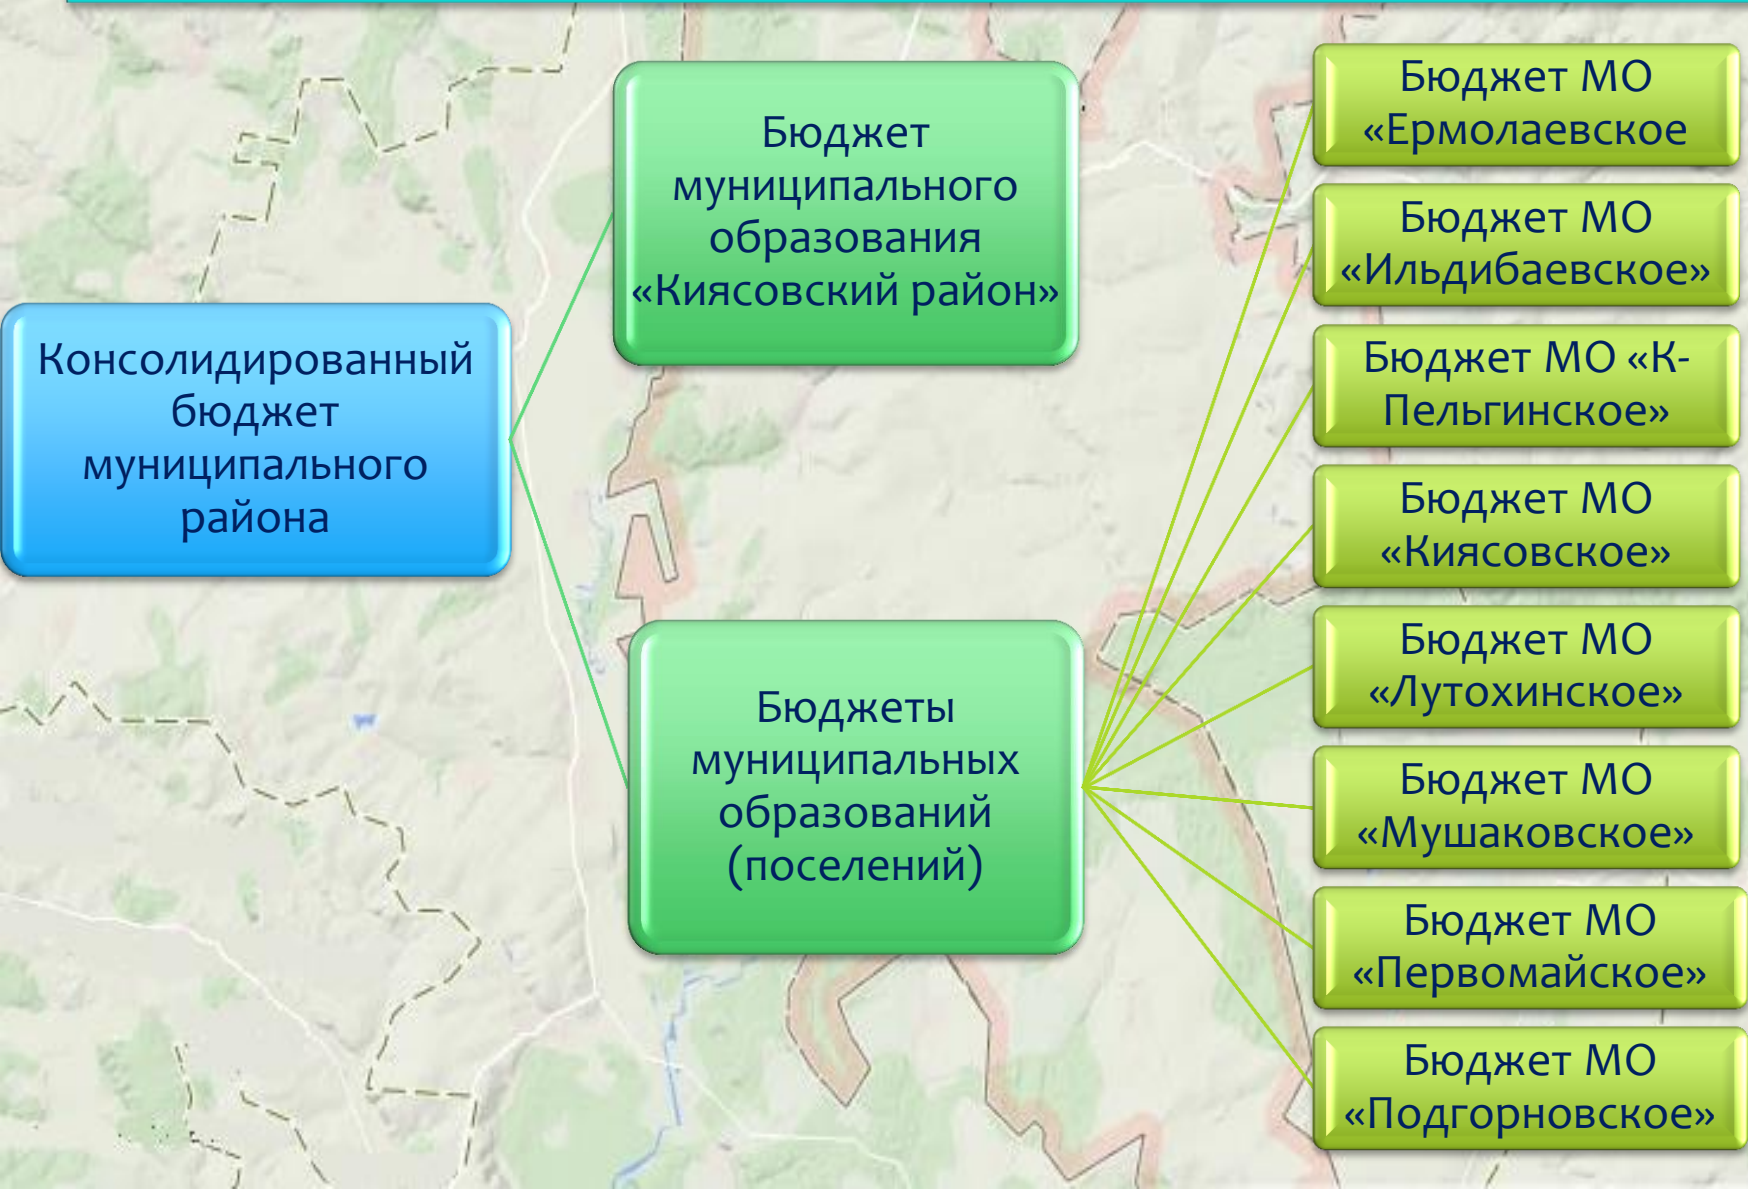 Консолидированный
бюджет
муниципального
района
Бюджет
муниципального
образования
«Киясовский район»
Бюджеты
муниципальных
образований
(поселений)
Бюджет МО
«Ермолаевское
Бюджет МО
«Ильдибаевское»
Бюджет МО «К-
Пельгинское»
Бюджет МО
«Киясовское»
Бюджет МО
«Лутохинское»
Бюджет МО
«Мушаковское»
Бюджет МО
«Первомайское»
Бюджет МО
«Подгорновское»